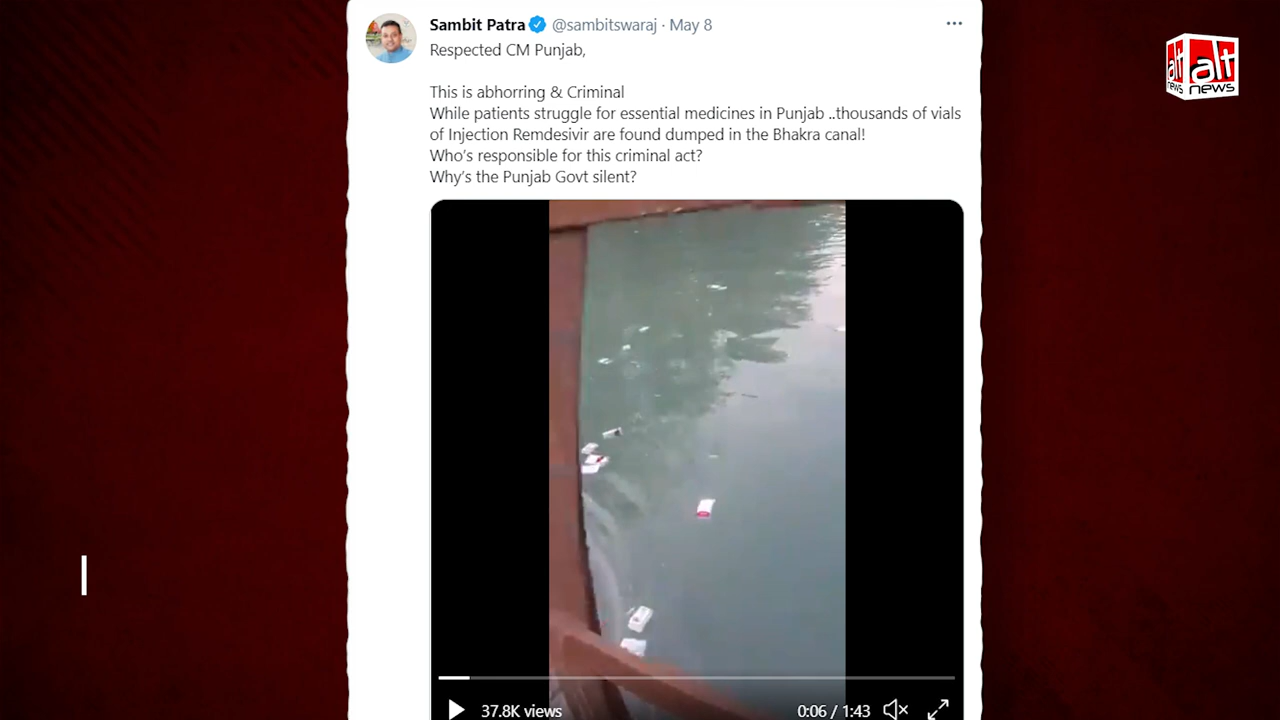 Sambit Patra @sambitswaraj · May 8 ···
Respected CM Punjab,
This is abhorring & Criminal
While patients struggle for essential medicines in Punjab ..thousands of vials
of Injection Remdesivir are found dumped in the Bhakra canal!
Who's responsible for this criminal act?
Why's the Punjab Govt silent?
37.8K views
0:06 / 1:43
alt
news
alt
news